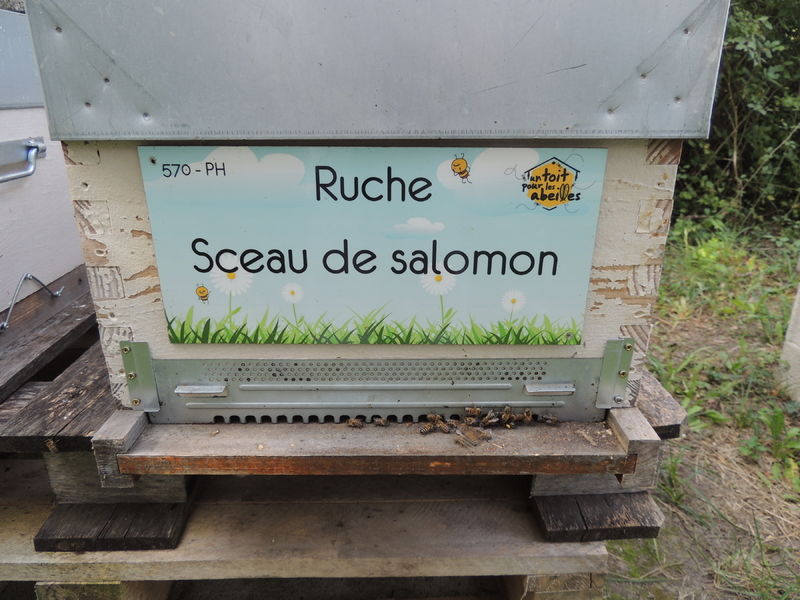 570 - PH
Ruche
un toit
pour les
abeilles
Sceau de salomon